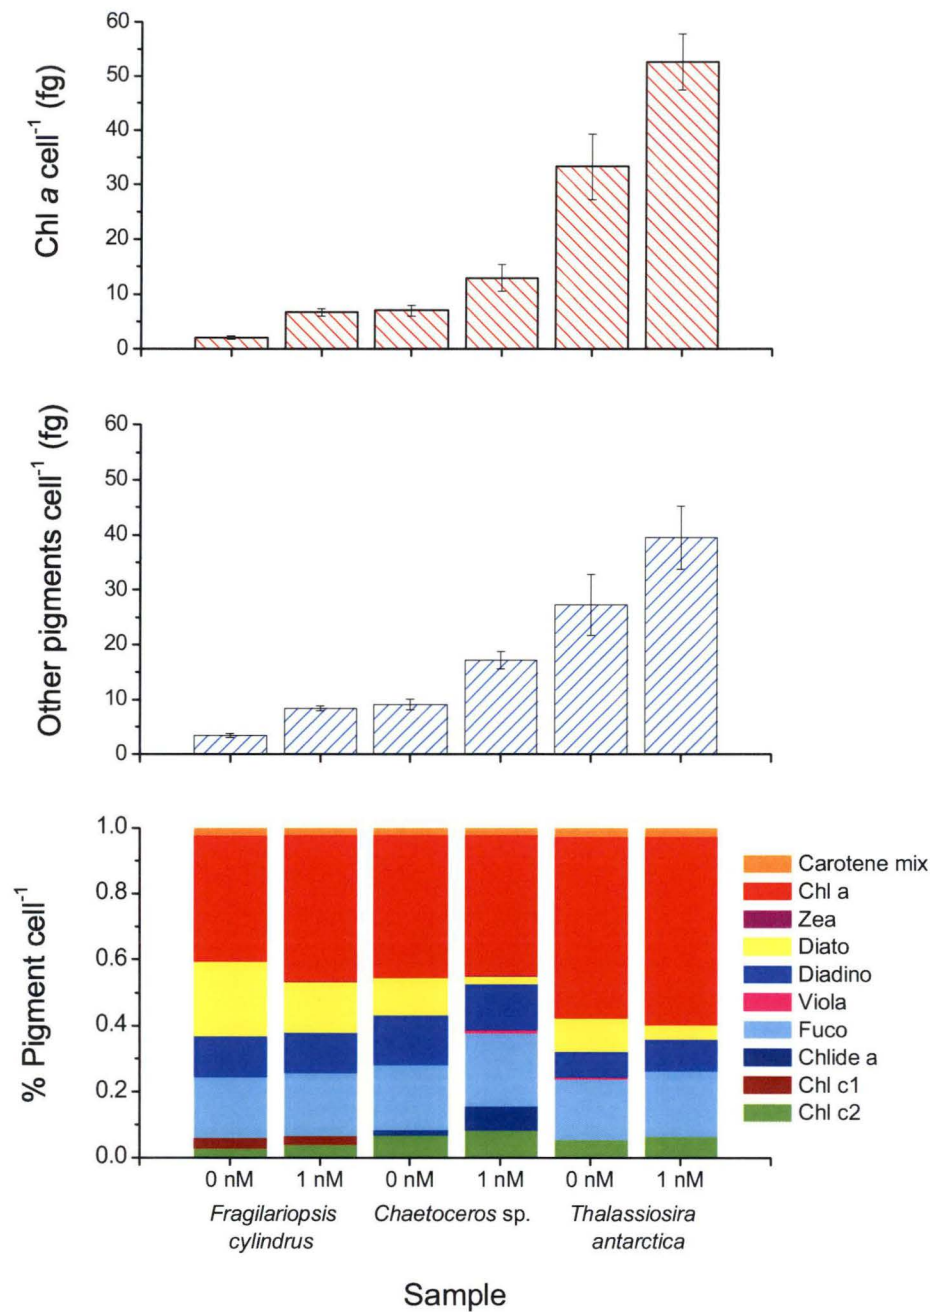 Chl a cell⁻¹ (fg)
60
50
40
30
20
10
0
Other pigments cell⁻¹ (fg)
60
50
40
30
20
10
0
% Pigment cell⁻¹
1.0
0.8
0.6
0.4
0.2
0.0
Carotene mix
Chl a
Zea
Diato
Diadino
Viola
Fuco
Chlide a
Chl c1
Chl c2
0 nM 1 nM 0 nM 1 nM 0 nM 1 nM
Fragilariopsis cylindrus
Chaetoceros sp.
Thalassiosira antarctica
Sample